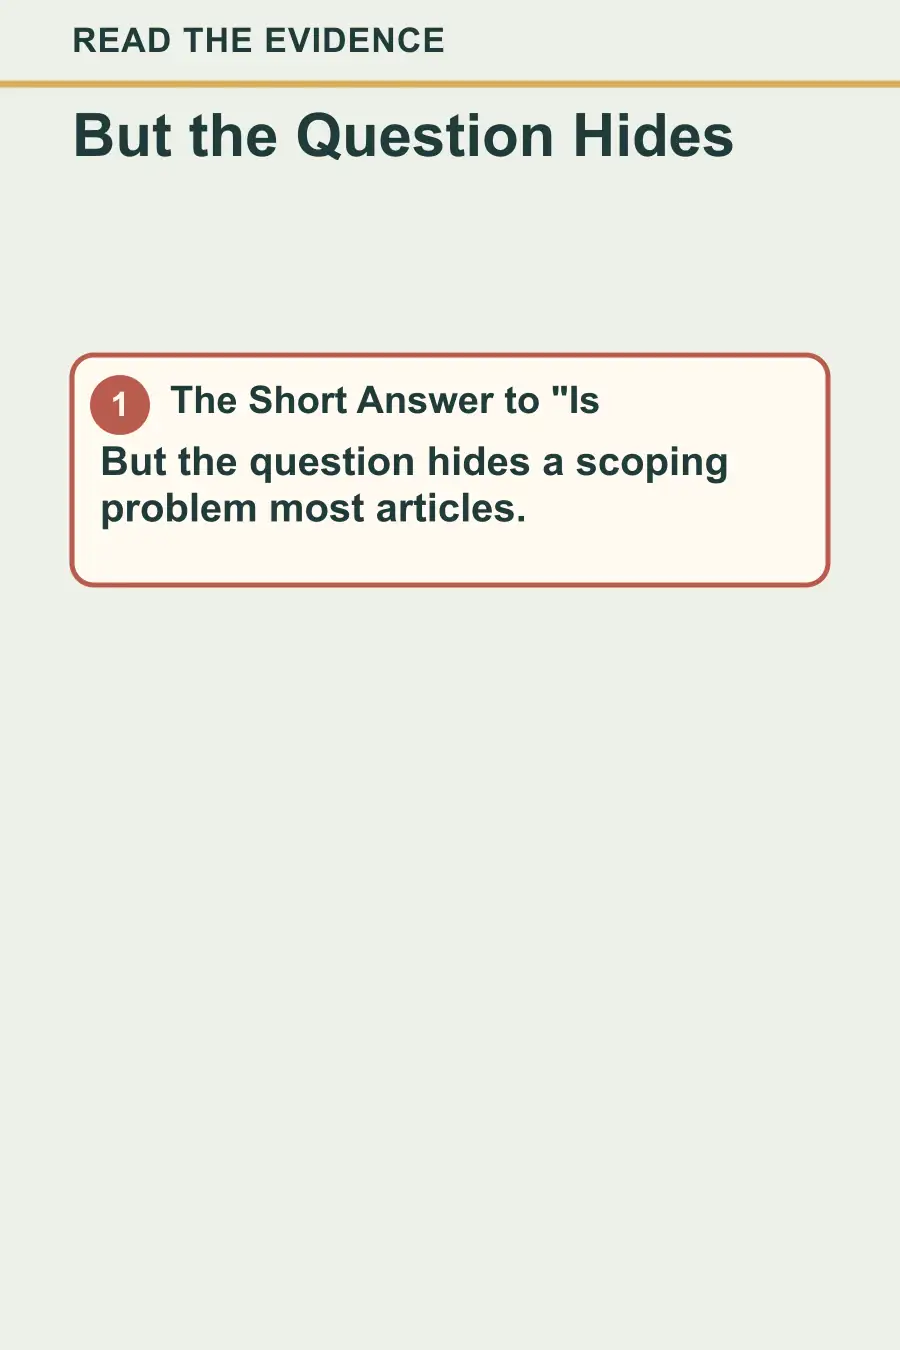 READ THE EVIDENCE
But the Question Hides
1 The Short Answer to "Is
But the question hides a scoping
problem most articles.